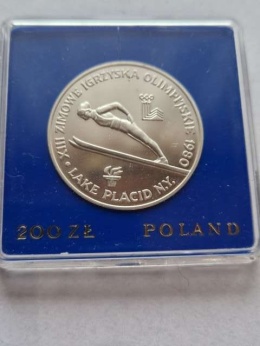 XIII ZIMOWE IGRZYSKA OLIMPIJSKIE 1980
LAKE PLACID N.Y.
200 ZŁ POLAND